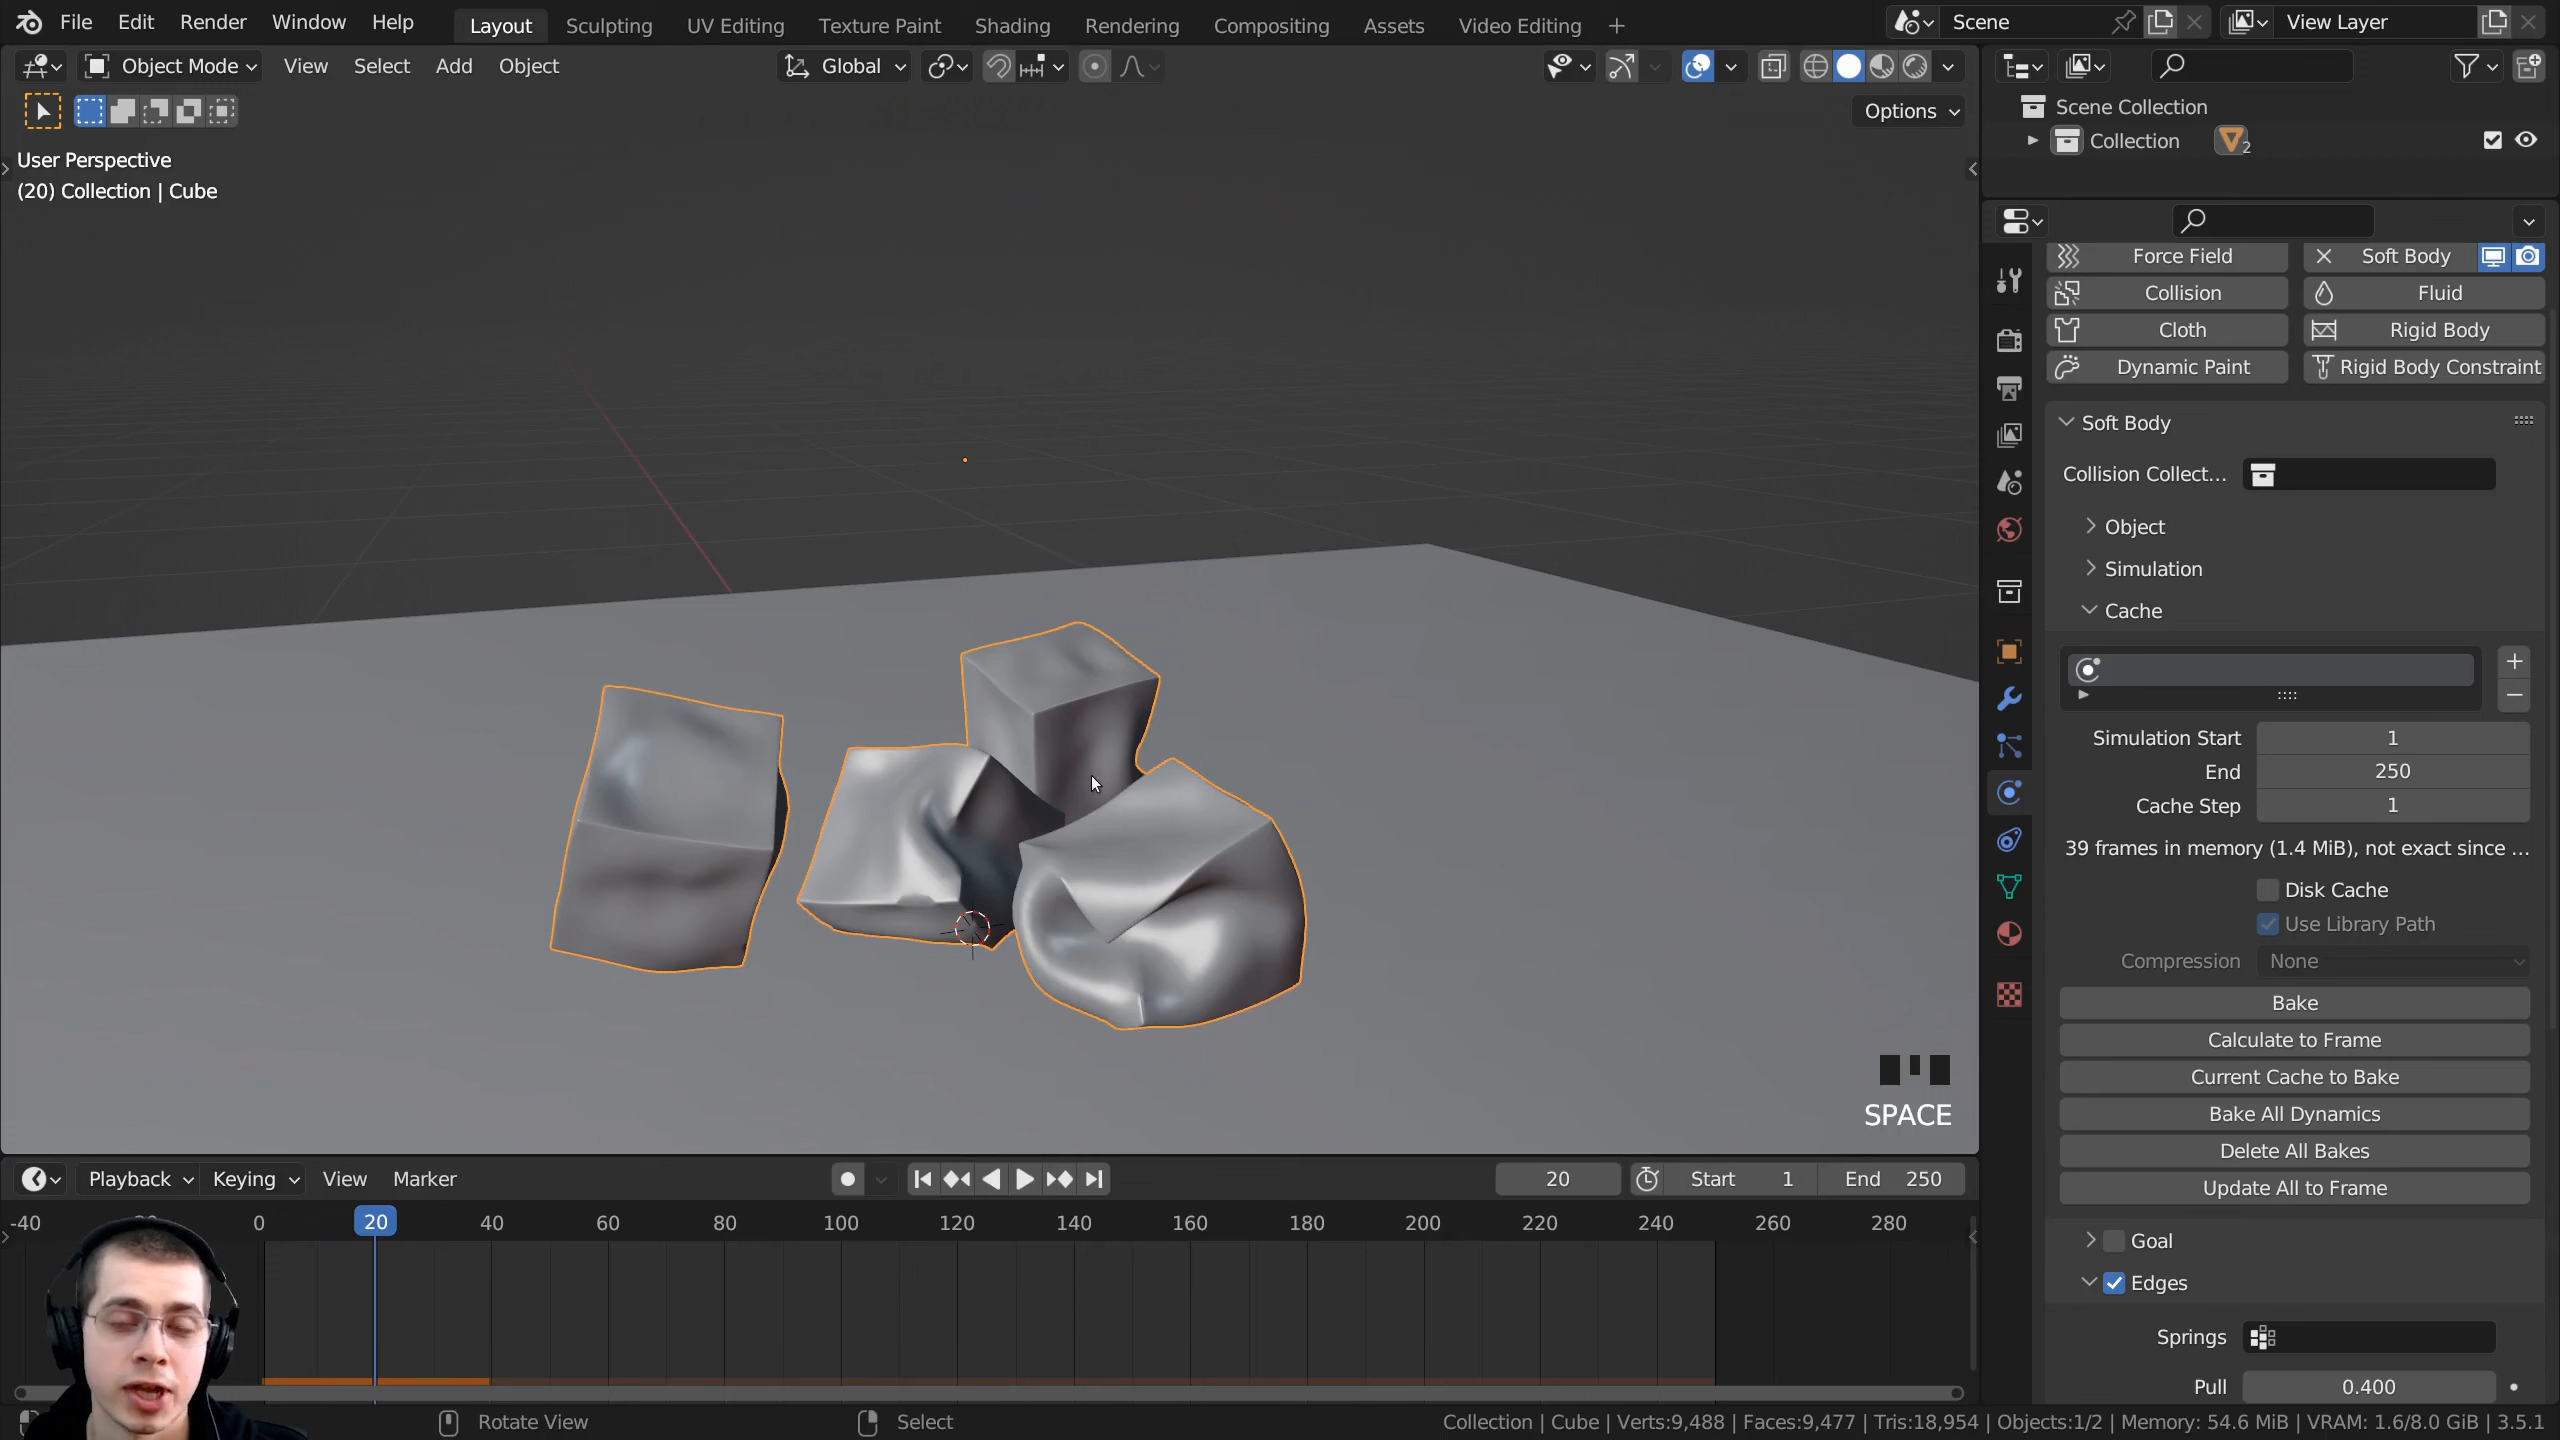 File Edit Render Window Help Layout Sculpting UV Editing Texture Paint Shading Rendering Compositing Assets Video Editing + Scene View Layer
Object Mode View Select Add Object Global
Options
User Perspective
(20) Collection | Cube
Scene Collection
Collection 2
Force Field Soft Body
Collision Fluid
Cloth Rigid Body
Dynamic Paint Rigid Body Constraint
Soft Body
Collision Collect...
Object
Simulation
Cache
Simulation Start 1
End 250
Cache Step 1
39 frames in memory (1.4 MiB), not exact since ...
Disk Cache
Use Library Path
Compression None
Bake
Calculate to Frame
Current Cache to Bake
Bake All Dynamics
Delete All Bakes
Update All to Frame
Goal
Edges
Springs
Pull 0.400
SPACE
Playback Keying View Marker 20 Start 1 End 250
-40 0 20 40 60 80 100 120 140 160 180 200 220 240 260 280
Rotate View Select Collection | Cube | Verts:9,488 | Faces:9,477 | Tris:18,954 | Objects:1/2 | Memory: 54.6 MiB | VRAM: 1.6/8.0 GiB | 3.5.1